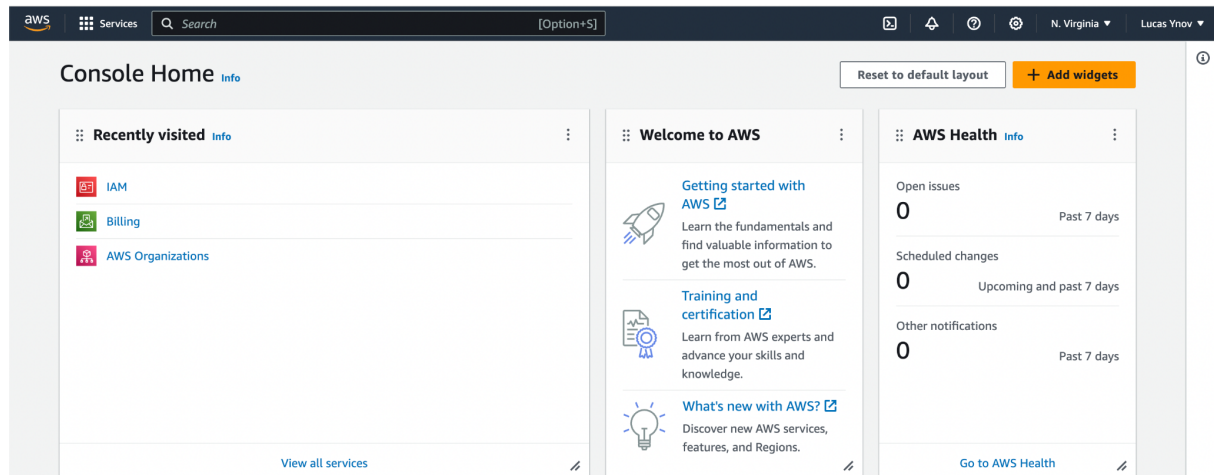 aws
Services
Search
[Option+S]
N. Virginia
Lucas Ynov
Console Home Info
Reset to default layout
Add widgets
Recently visited Info
IAM
Billing
AWS Organizations
View all services
Welcome to AWS
Getting started with
AWS
Learn the fundamentals and
find valuable information to
get the most out of AWS.
Training and
certification
Learn from AWS experts and
advance your skills and
knowledge.
What's new with AWS?
Discover new AWS services,
features, and Regions.
AWS Health Info
Open issues
0
Past 7 days
Scheduled changes
0
Upcoming and past 7 days
Other notifications
0
Past 7 days
Go to AWS Health